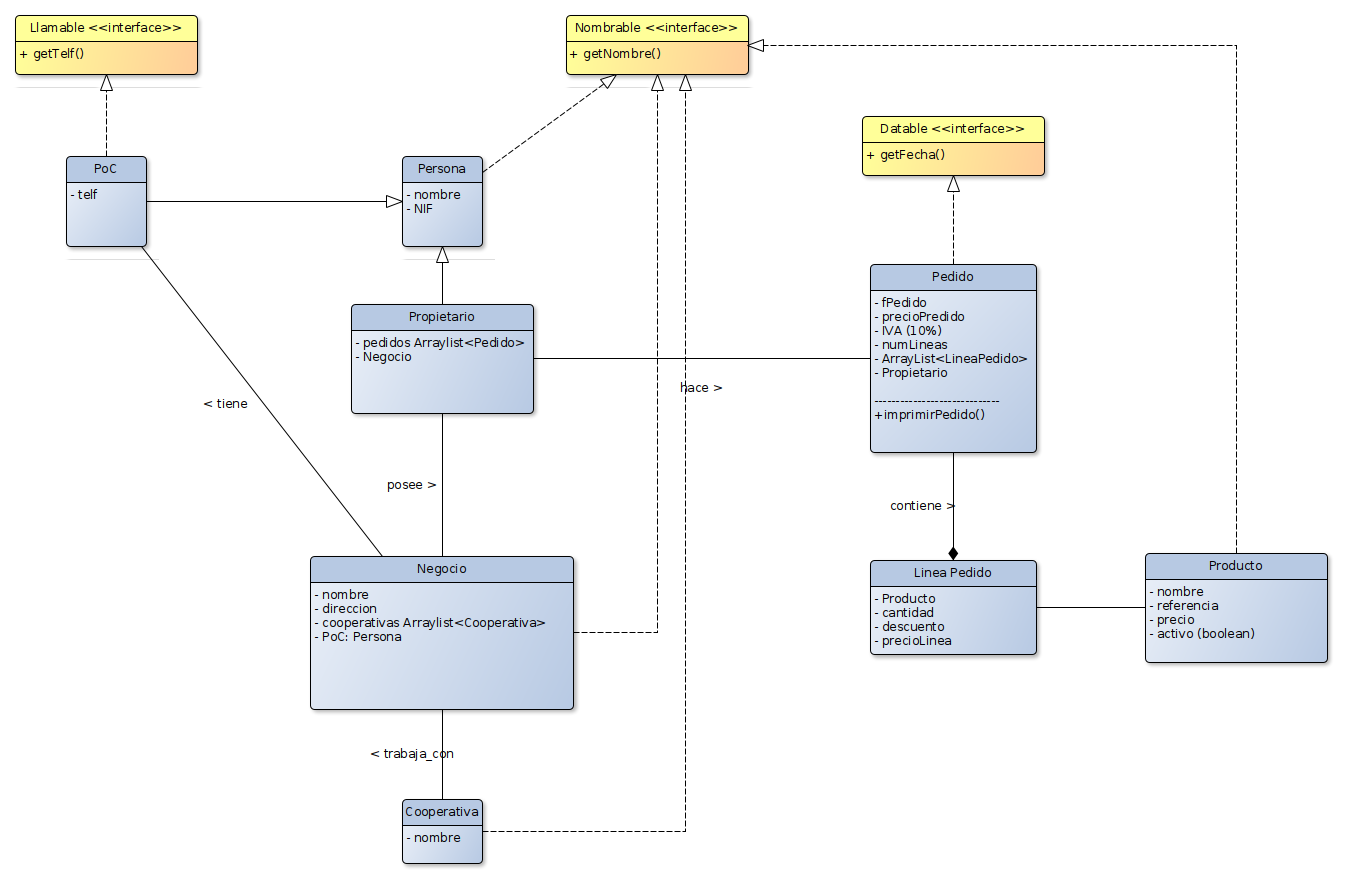 Llamable <<interface>>
+ getTelf()
Nombrable <<interface>>
+ getNombre()
Datable <<interface>>
+ getFecha()
PoC
- telf
Persona
- nombre
- NIF
Pedido
- fPedido
- precioPredido
- IVA (10%)
- numLineas
- ArrayList<LineaPedido>
- Propietario
-----------------------------
+imprimirPedido()
Propietario
- pedidos Arraylist<Pedido>
- Negocio
hace >
< tiene
posee >
contiene >
Negocio
- nombre
- direccion
- cooperativas Arraylist<Cooperativa>
- PoC: Persona
Linea Pedido
- Producto
- cantidad
- descuento
- precioLinea
Producto
- nombre
- referencia
- precio
- activo (boolean)
< trabaja_con
Cooperativa
- nombre